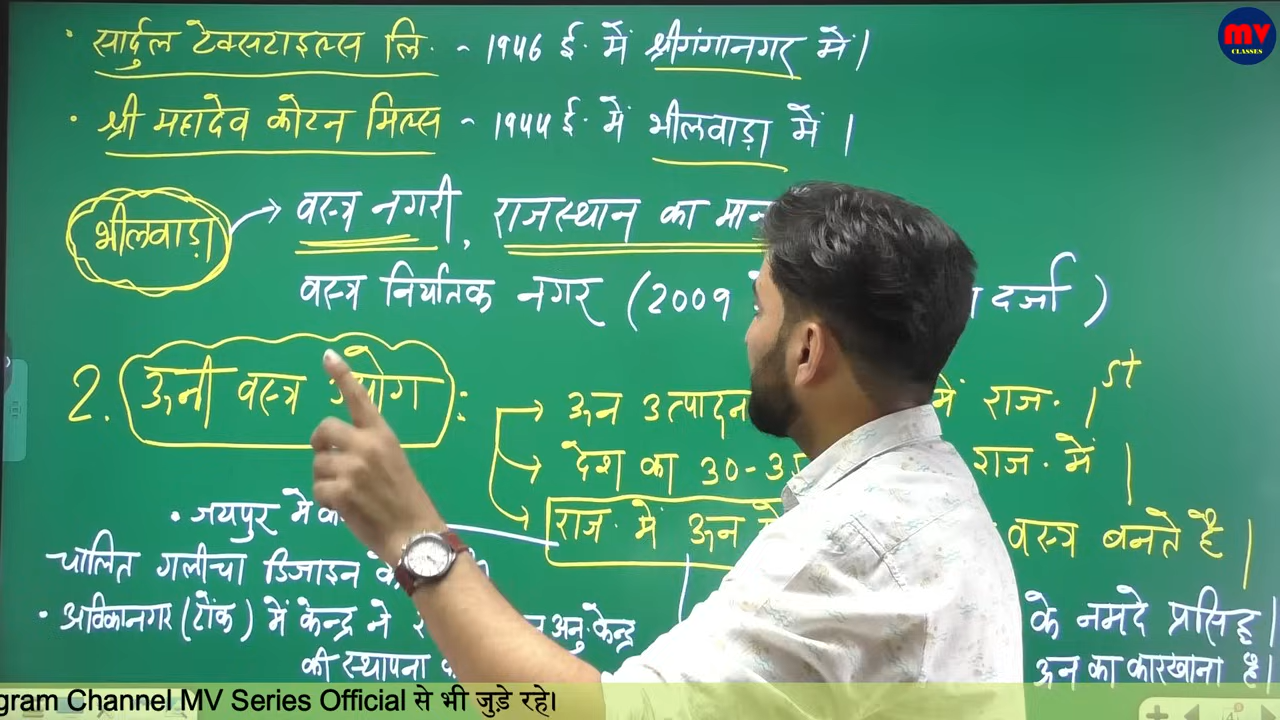 • सार्दुल टेक्सटाइल्स लि. - १९४६ ई. में श्रीगंगानगर में।
• श्री महादेव कोटन मिल्स - १९४४ ई. में भीलवाड़ा में।
भीलवाड़ा → वस्त्र नगरी, राजस्थान का
वस्त्र निर्यातक नगर (2009 दर्जा)
2. ऊनी वस्त्र उद्योग :
→ ऊन उत्पादन में राज. 1st
→ देश का 30-35 राज. में।
→ राज. में ऊन वस्त्र बनते है।
• जयपुर में
चालित गलीचा डिजाइन
• अविकानगर (टोंक) में केन्द्र ने अनु. केन्द्र
की स्थापना
के नमदे प्रसिद्ध।
ऊन का कारखाना है।
MV
CLASSES
gram Channel MV Series Official से भी जुड़े रहे।